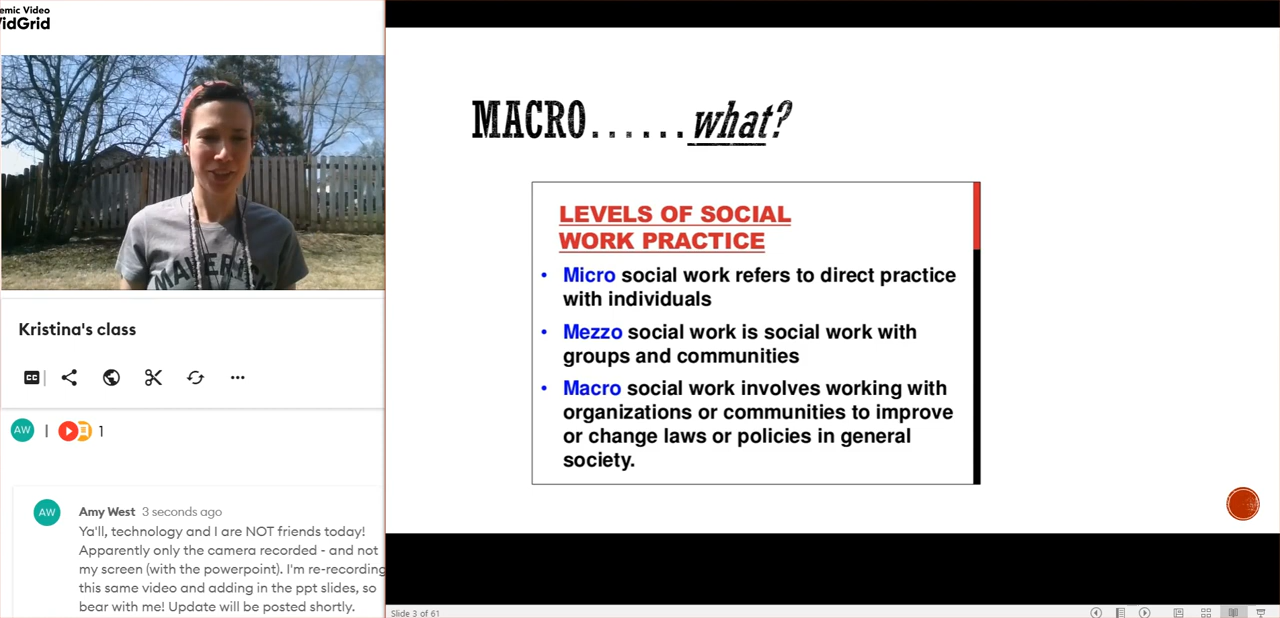 emic Video
VidGrid
MAVERICK
Kristina's class
CC
AW
1
AW
Amy West 3 seconds ago
Ya'll, technology and I are NOT friends today!
Apparently only the camera recorded - and not
my screen (with the powerpoint). I'm re-recording
this same video and adding in the ppt slides, so
bear with me! Update will be posted shortly.
MACRO......what?
LEVELS OF SOCIAL
WORK PRACTICE
• Micro social work refers to direct practice
with individuals
• Mezzo social work is social work with
groups and communities
• Macro social work involves working with
organizations or communities to improve
or change laws or policies in general
society.
Slide 3 of 61